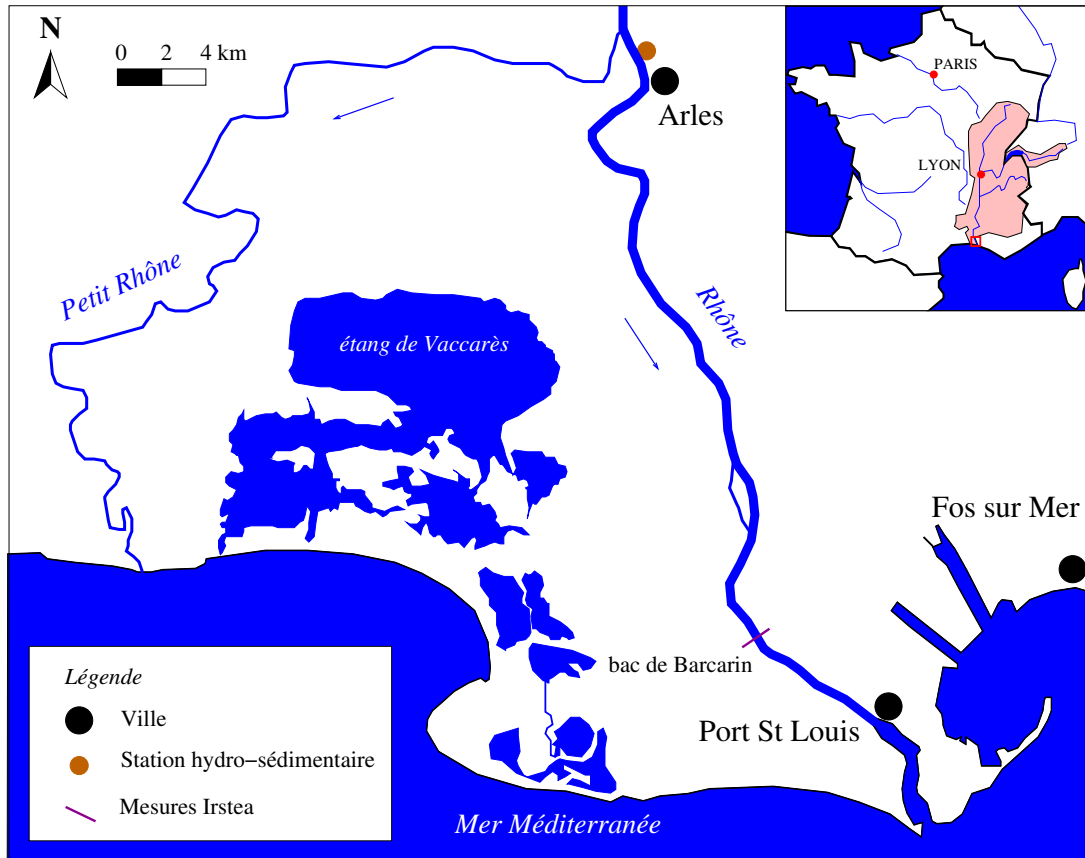 N
0 2 4 km
PARIS
LYON
Arles
Petit Rhône
Rhône
étang de Vaccarès
Fos sur Mer
bac de Barcarin
Port St Louis
Mer Méditerranée
Légende
Ville
Station hydro−sédimentaire
Mesures Irstea